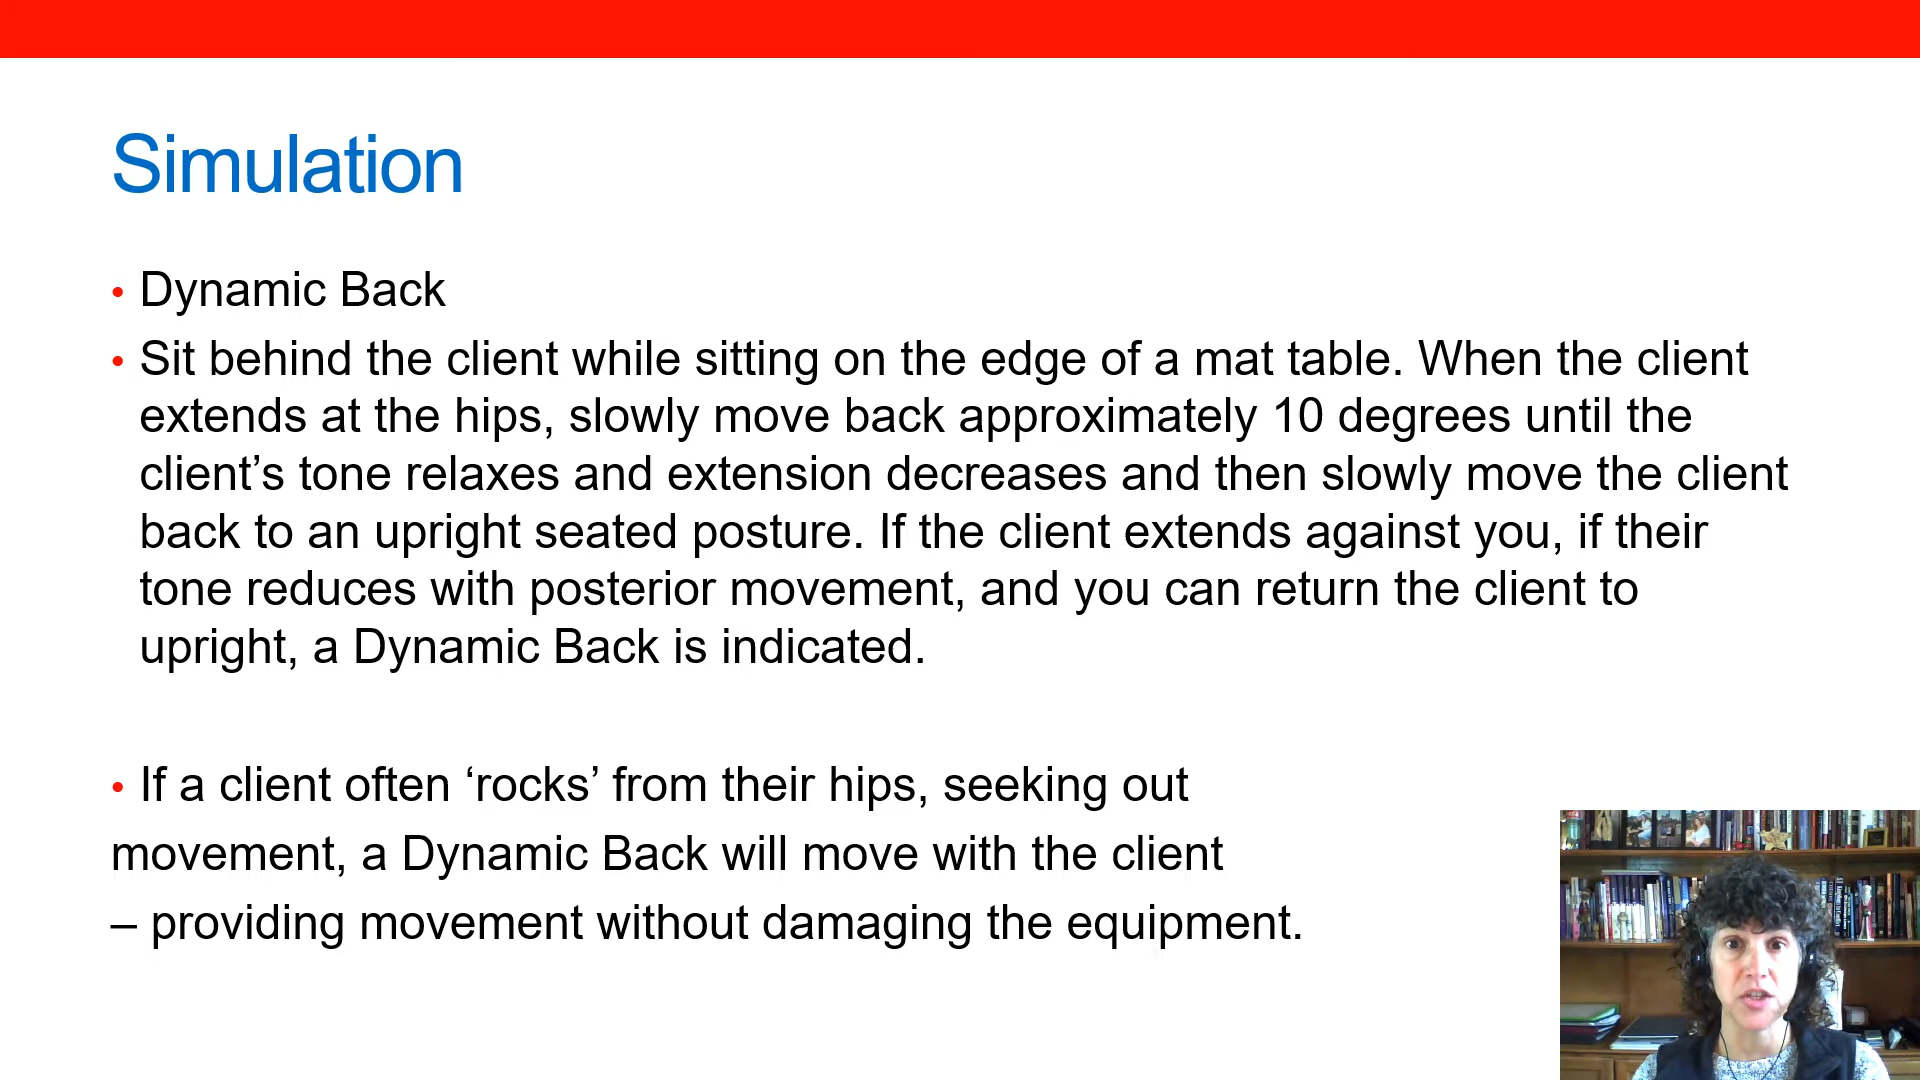 Simulation
• Dynamic Back
• Sit behind the client while sitting on the edge of a mat table. When the client
extends at the hips, slowly move back approximately 10 degrees until the
client’s tone relaxes and extension decreases and then slowly move the client
back to an upright seated posture. If the client extends against you, if their
tone reduces with posterior movement, and you can return the client to
upright, a Dynamic Back is indicated.
• If a client often ‘rocks’ from their hips, seeking out
movement, a Dynamic Back will move with the client
– providing movement without damaging the equipment.